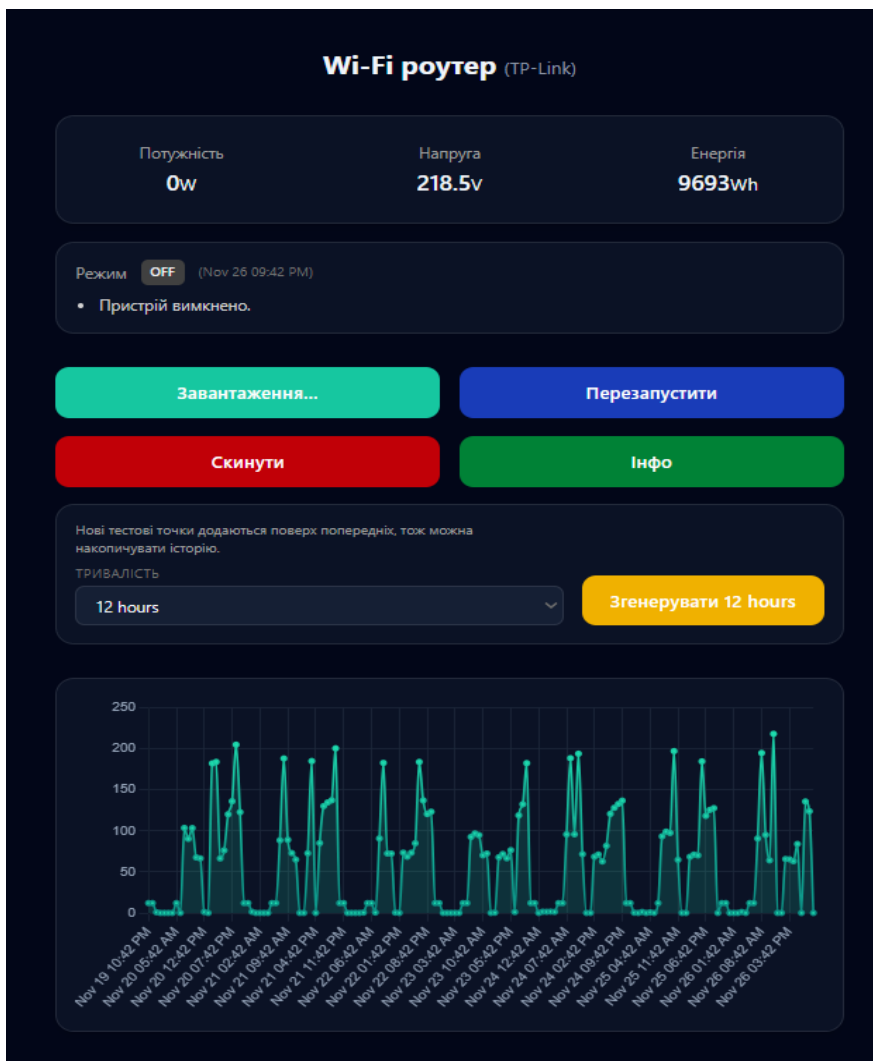 Wi-Fi роутер (TP-Link)
Потужність Напруга Енергія
0W 218.5V 9693Wh
Режим OFF (Nov 26 09:42 PM)
• Пристрій вимкнено.
Завантаження... Перезапустити
Скинути Інфо
Нові тестові точки додаються поверх попередніх, тож можна
накопичувати історію.
ТРИВАЛІСТЬ
12 hours Згенерувати 12 hours
250
200
150
100
50
0
Nov 19 10:42 PM
Nov 20 05:42 AM
Nov 20 12:42 PM
Nov 20 07:42 PM
Nov 21 02:42 AM
Nov 21 09:42 AM
Nov 21 04:42 PM
Nov 21 11:42 PM
Nov 22 06:42 AM
Nov 22 01:42 PM
Nov 22 08:42 PM
Nov 23 03:42 AM
Nov 23 10:42 AM
Nov 23 05:42 PM
Nov 24 12:42 AM
Nov 24 07:42 AM
Nov 24 02:42 PM
Nov 24 09:42 PM
Nov 25 04:42 AM
Nov 25 11:42 AM
Nov 25 06:42 PM
Nov 26 01:42 AM
Nov 26 08:42 AM
Nov 26 03:42 PM